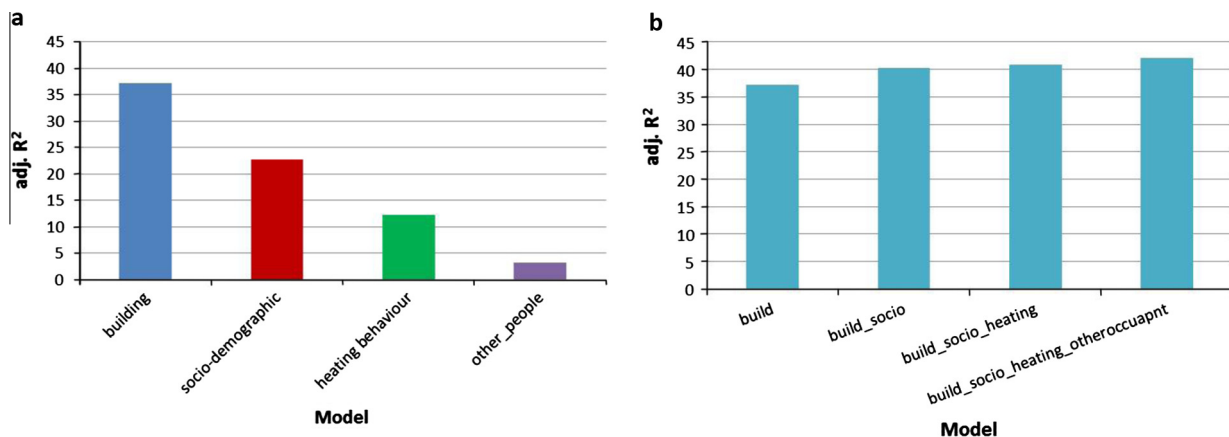 a
45
40
35
30
25
20
15
10
5
0
adj. R²
building
socio-demographic
heating behaviour
other_people
Model
b
45
40
35
30
25
20
15
10
5
0
adj. R²
build
build_socio
build_socio_heating
build_socio_heating_otheroccuapnt
Model